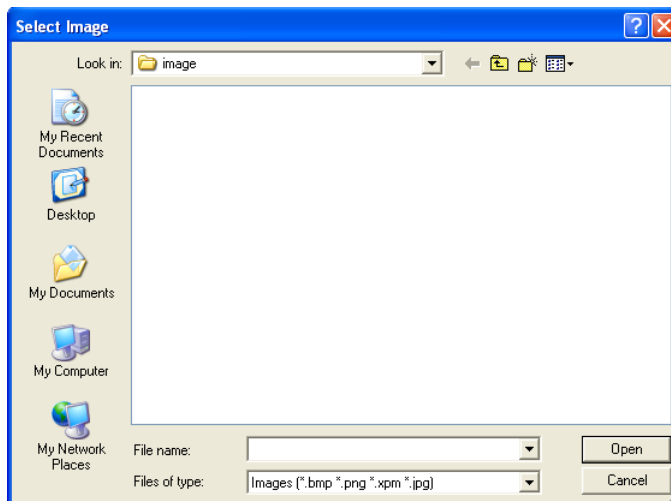 Select Image
Look in: image
My Recent
Documents
Desktop
My Documents
My Computer
My Network
Places
File name:
Open
Files of type: Images (*.bmp *.png *.xpm *.jpg)
Cancel